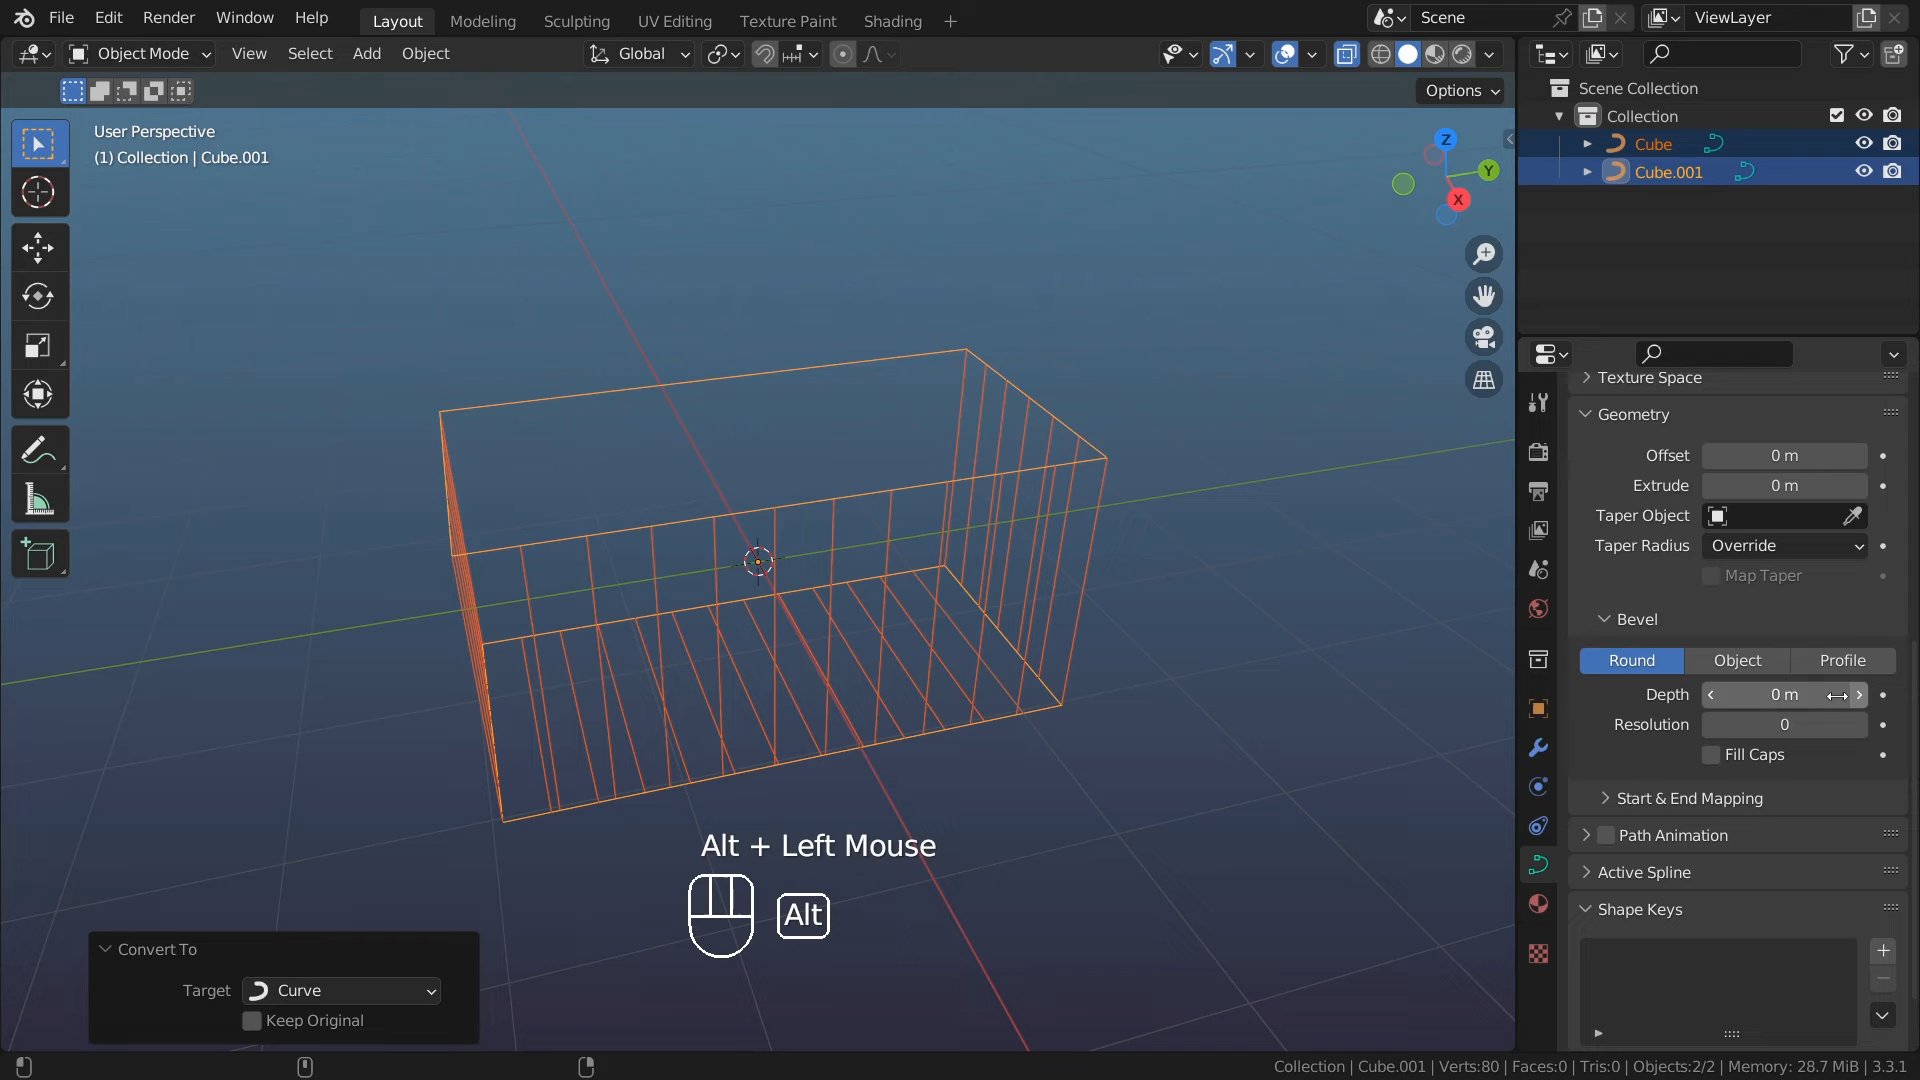 File Edit Render Window Help Layout Modeling Sculpting UV Editing Texture Paint Shading + Scene ViewLayer
Object Mode View Select Add Object Global
Options
User Perspective
(1) Collection | Cube.001
Z
Y
X
Scene Collection
Collection
Cube
Cube.001
Texture Space
Geometry
Offset 0 m
Extrude 0 m
Taper Object
Taper Radius Override
Map Taper
Bevel
Round Object Profile
Depth 0 m
Resolution 0
Fill Caps
Start & End Mapping
Path Animation
Active Spline
Shape Keys
Alt + Left Mouse
Alt
Convert To
Target Curve
Keep Original
Collection | Cube.001 | Verts:80 | Faces:0 | Tris:0 | Objects:2/2 | Memory: 28.7 MiB | 3.3.1